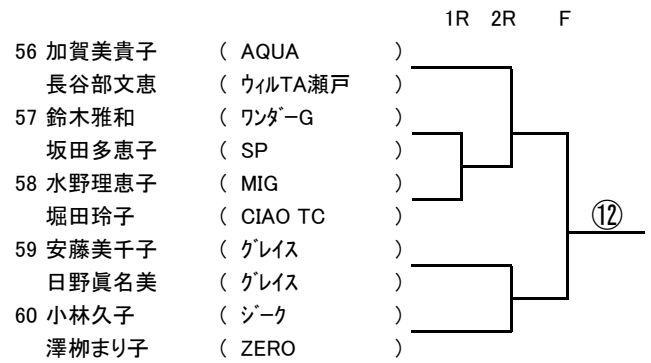 1R 2R F
56 加賀美貴子 ( AQUA )
長谷部文恵 ( ウィルTA瀬戸 )
57 鈴木雅和 ( ワンダーG )
坂田多恵子 ( SP )
58 水野理恵子 ( MIG )
堀田玲子 ( CIAO TC )
⑫
59 安藤美千子 ( グレイス )
日野眞名美 ( グレイス )
60 小林久子 ( ジーク )
澤栁まり子 ( ZERO )